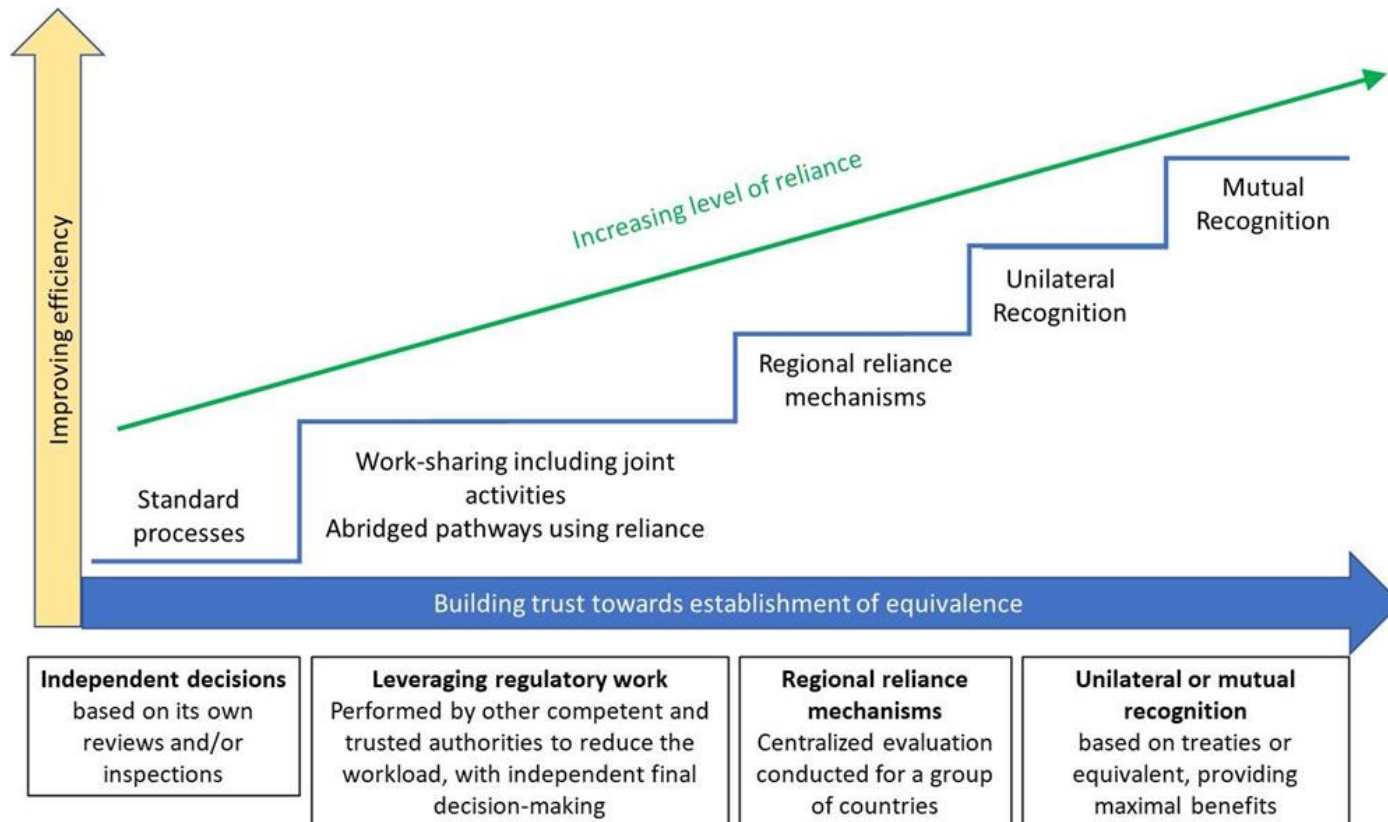 Improving efficiency
Increasing level of reliance
Standard
processes
Work-sharing including joint
activities
Abridged pathways using reliance
Regional reliance
mechanisms
Unilateral
Recognition
Mutual
Recognition
Building trust towards establishment of equivalence
Independent decisions
based on its own
reviews and/or
inspections
Leveraging regulatory work
Performed by other competent and
trusted authorities to reduce the
workload, with independent final
decision-making
Regional reliance
mechanisms
Centralized evaluation
conducted for a group
of countries
Unilateral or mutual
recognition
based on treaties or
equivalent, providing
maximal benefits